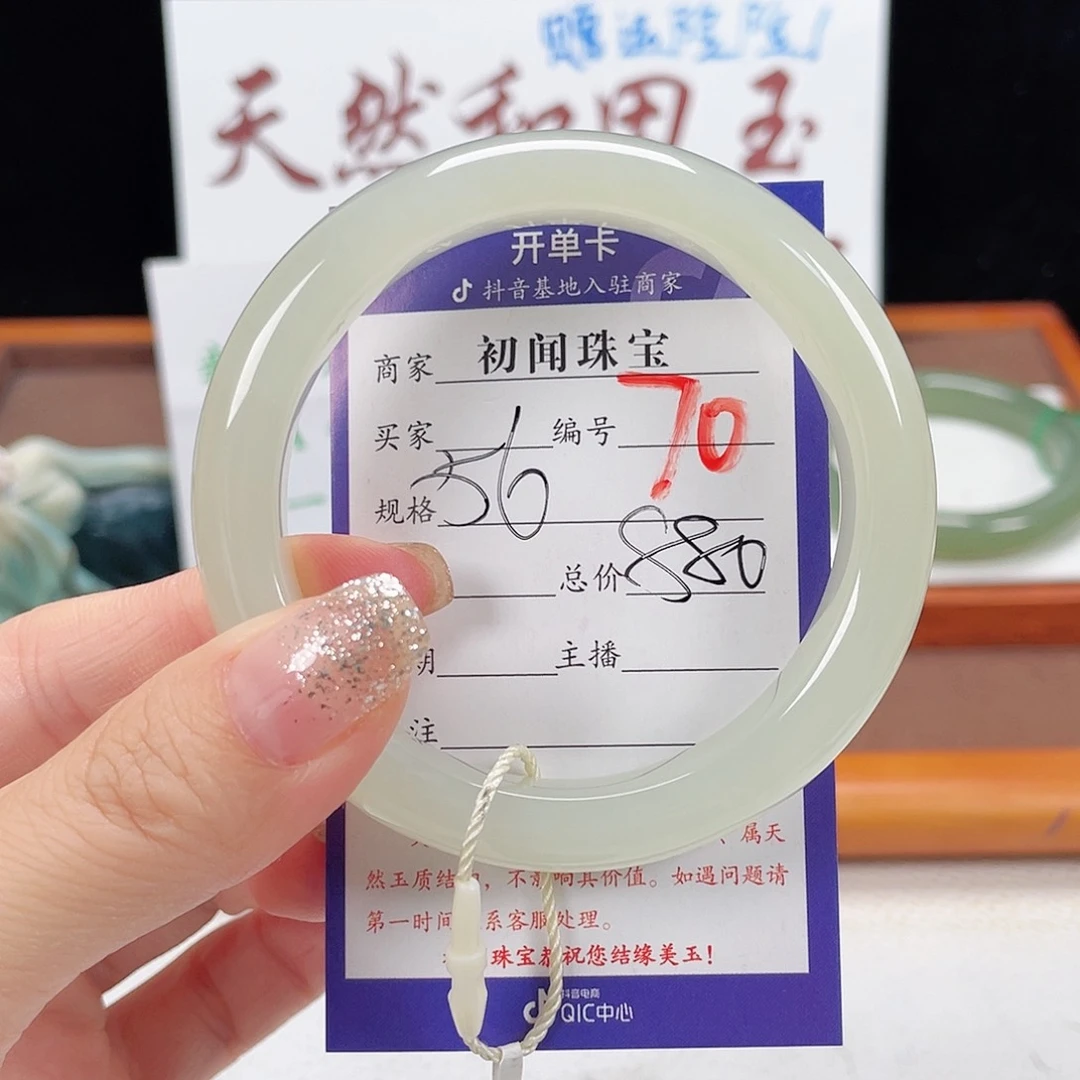 天然和田玉
开单卡
抖音基地入驻商家
商家 初闻珠宝
买家 编号 70
规格 56
总价 880
主播
注
属天
然玉质结 不影响其价值。如遇问题请
第一时间 系客服处理。
珠宝恭祝您结缘美玉!
抖音电商
QIC中心